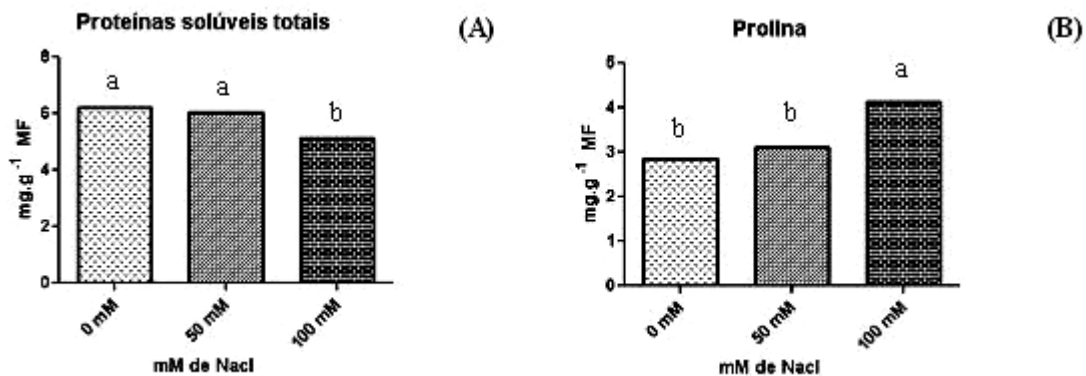 Proteínas solúveis totais
(A)
mg.g⁻¹ MF
8
6
4
2
0
a
a
b
0 mM
50 mM
100 mM
mM de Nacl
Prolina
(B)
mg.g⁻¹ MF
5
4
3
2
1
0
b
b
a
0 mM
50 mM
100 mM
mM de Nacl